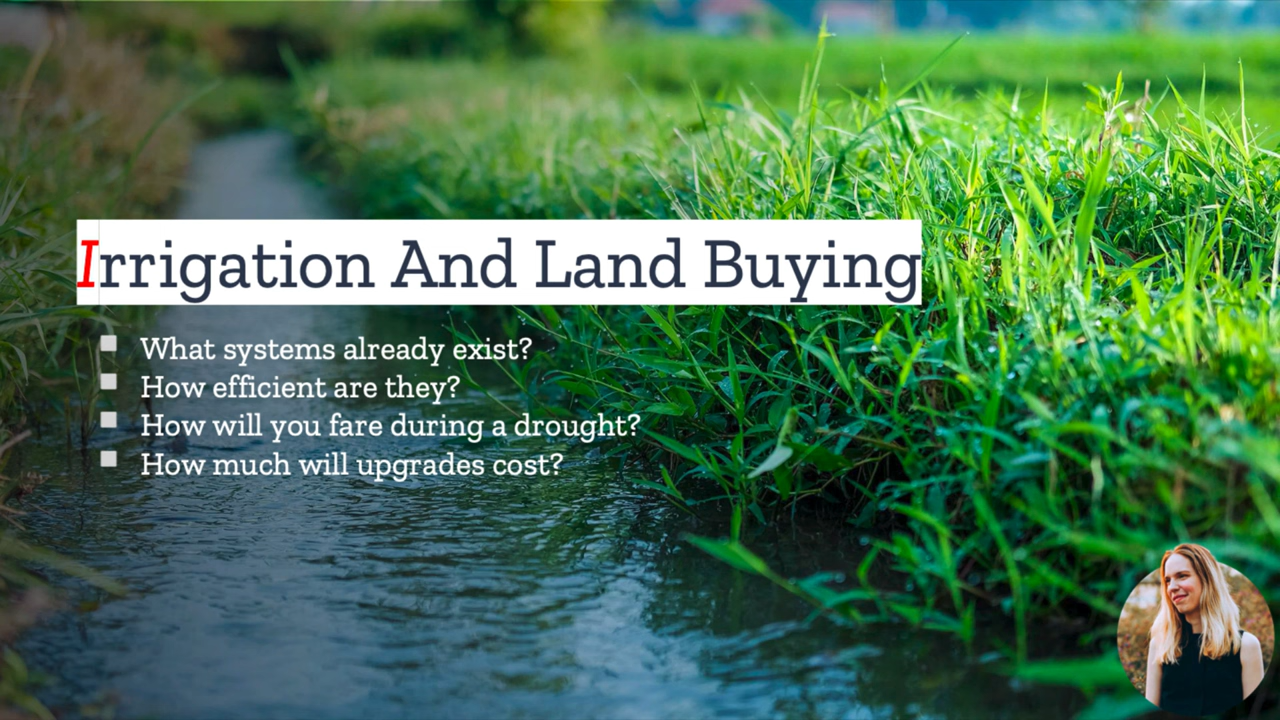 Irrigation And Land Buying
What systems already exist?
How efficient are they?
How will you fare during a drought?
How much will upgrades cost?